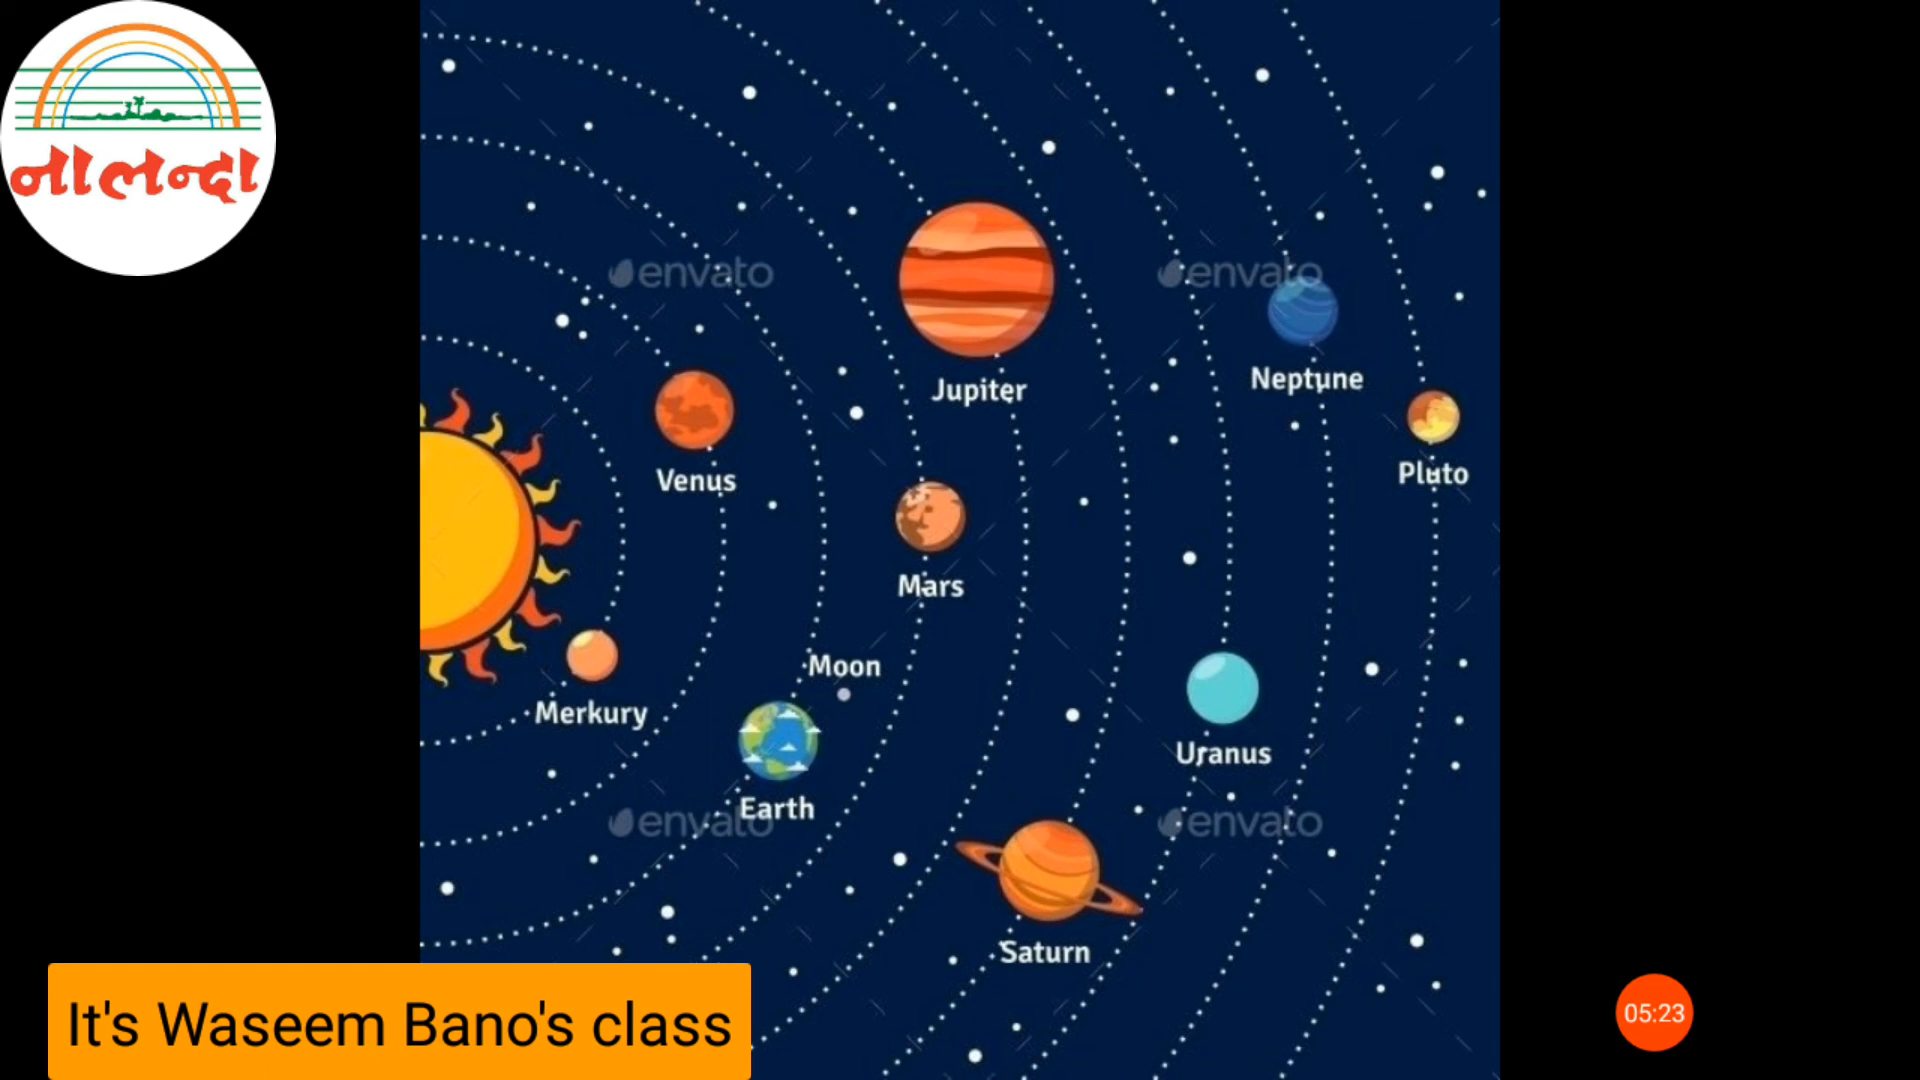 નાલન્દા
envato
envato
Jupiter
Neptune
Venus
Pluto
Mars
Moon
Merkury
Uranus
Earth
envato
envato
Saturn
It's Waseem Bano's class
05:23